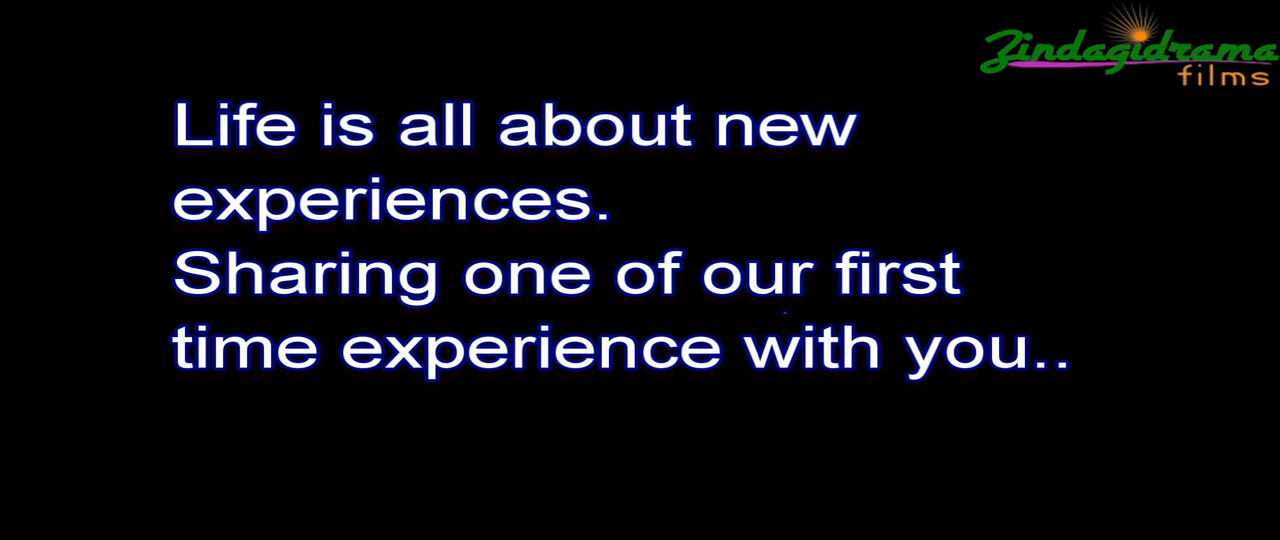 Zindagidrama
films
Life is all about new
experiences.
Sharing one of our first
time experience with you..